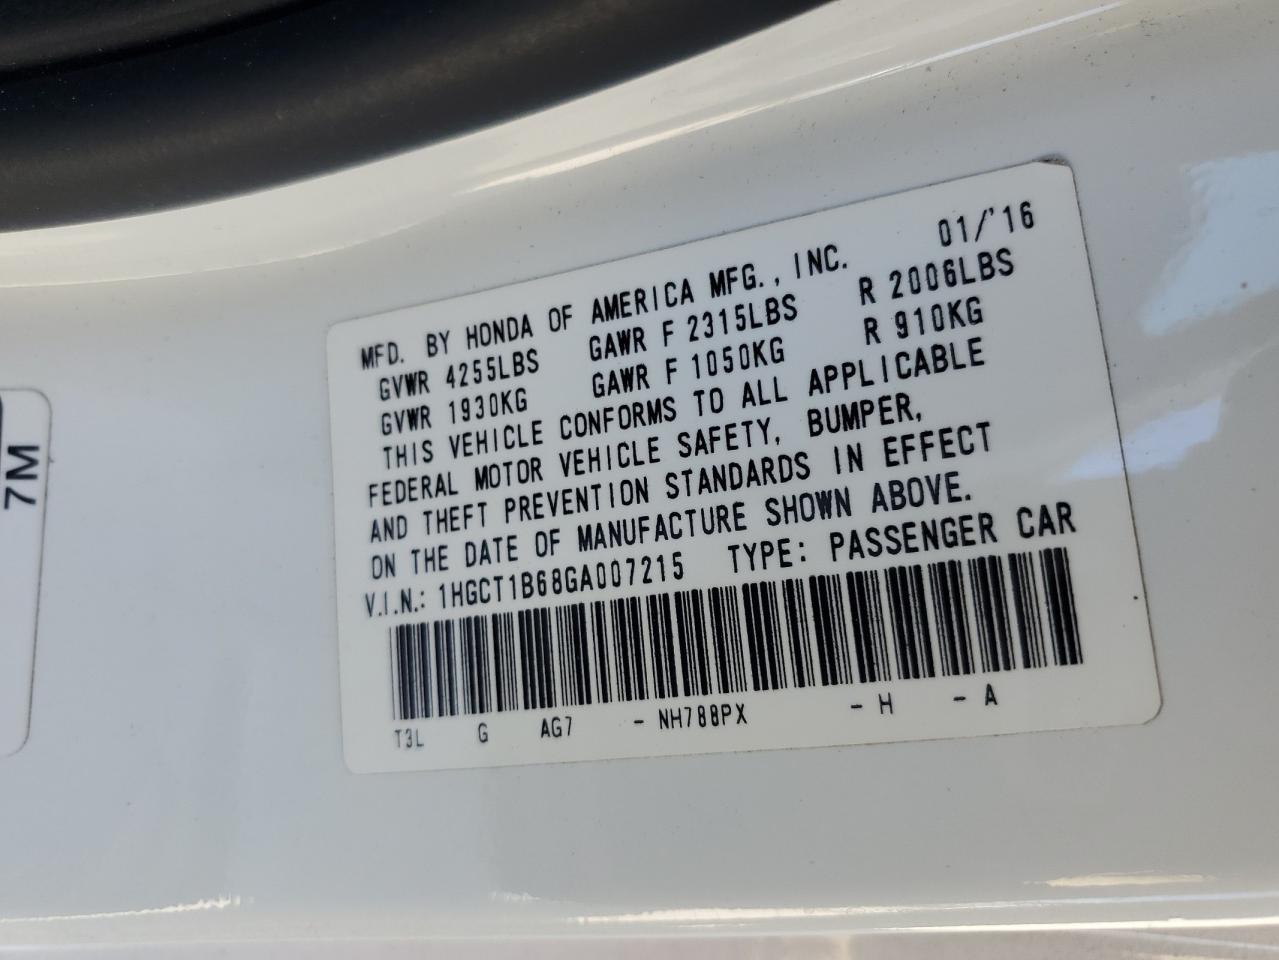 01/'16
MFD. BY HONDA OF AMERICA MFG., INC.
GVWR 4255LBS GAWR F 2315LBS R 2006LBS
GVWR 1930KG GAWR F 1050KG R 910KG
THIS VEHICLE CONFORMS TO ALL APPLICABLE
FEDERAL MOTOR VEHICLE SAFETY, BUMPER,
AND THEFT PREVENTION STANDARDS IN EFFECT
ON THE DATE OF MANUFACTURE SHOWN ABOVE.
V.I.N.: 1HGCT1B68GA007215 TYPE: PASSENGER CAR
T3L G AG7 - NH788PX - H - A
7M